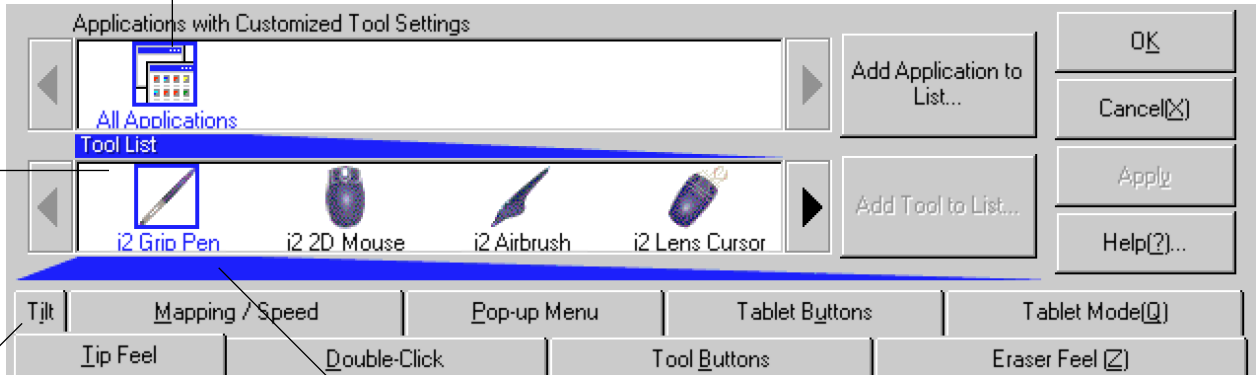 Applications with Customized Tool Settings
All Applications
Add Application to
List...
OK
Cancel(X)
Tool List
i2 Grip Pen
i2 2D Mouse
i2 Airbrush
i2 Lens Cursor
Add Tool to List...
Apply
Help(?)...
Tilt
Mapping / Speed
Pop-up Menu
Tablet Buttons
Tablet Mode(Q)
Tip Feel
Double-Click
Tool Buttons
Eraser Feel (Z)